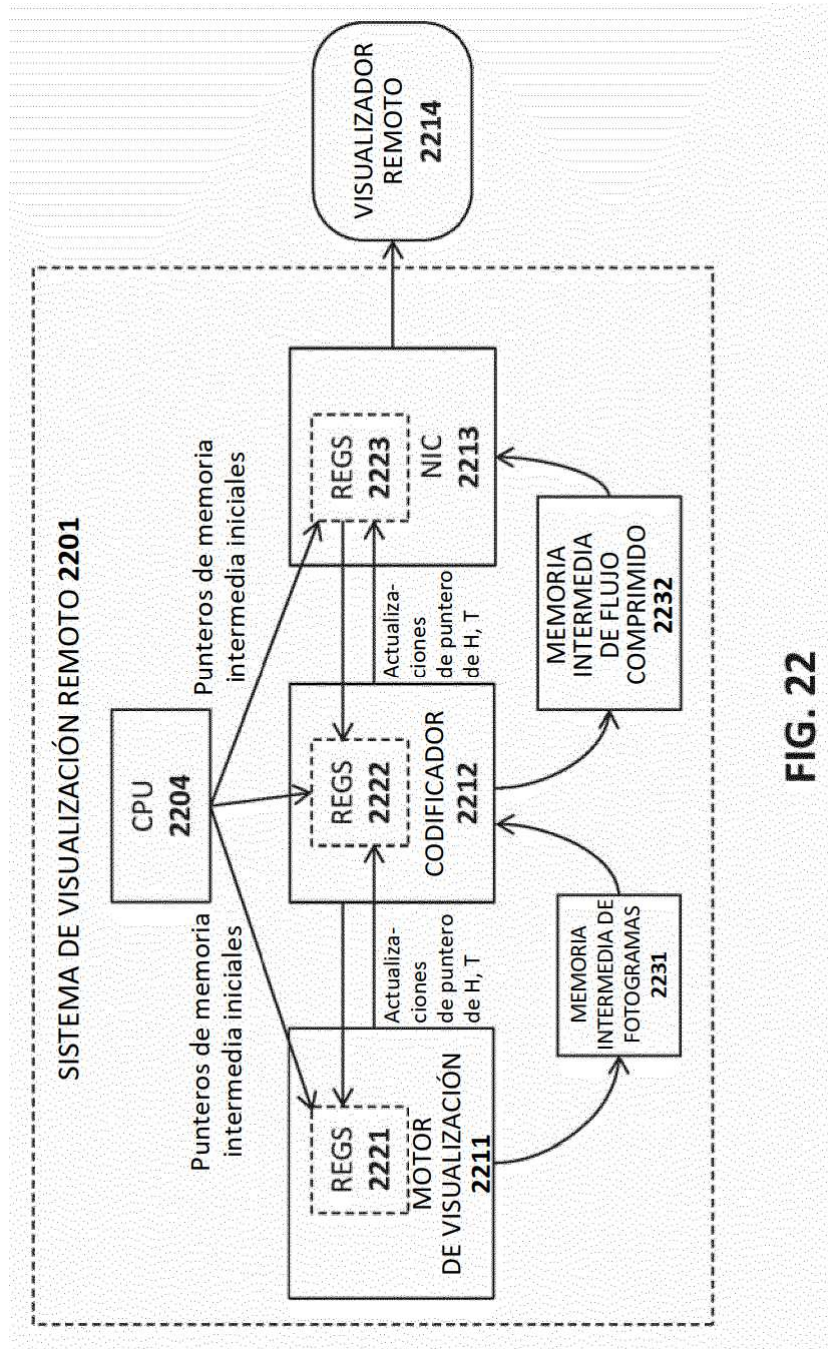 SISTEMA DE VISUALIZACIÓN REMOTO 2201
CPU
2204
Punteros de memoria
intermedia iniciales
Punteros de memoria
intermedia iniciales
REGS
2221
MOTOR
DE VISUALIZACIÓN
2211
Actualiza-
ciones
de puntero
de H, T
REGS
2222
CODIFICADOR
2212
Actualiza-
ciones
de puntero
de H, T
REGS
2223
NIC
2213
VISUALIZADOR
REMOTO
2214
MEMORIA
INTERMEDIA DE
FOTOGRAMAS
2231
MEMORIA
INTERMEDIA
DE FLUJO
COMPRIMIDO
2232
FIG. 22